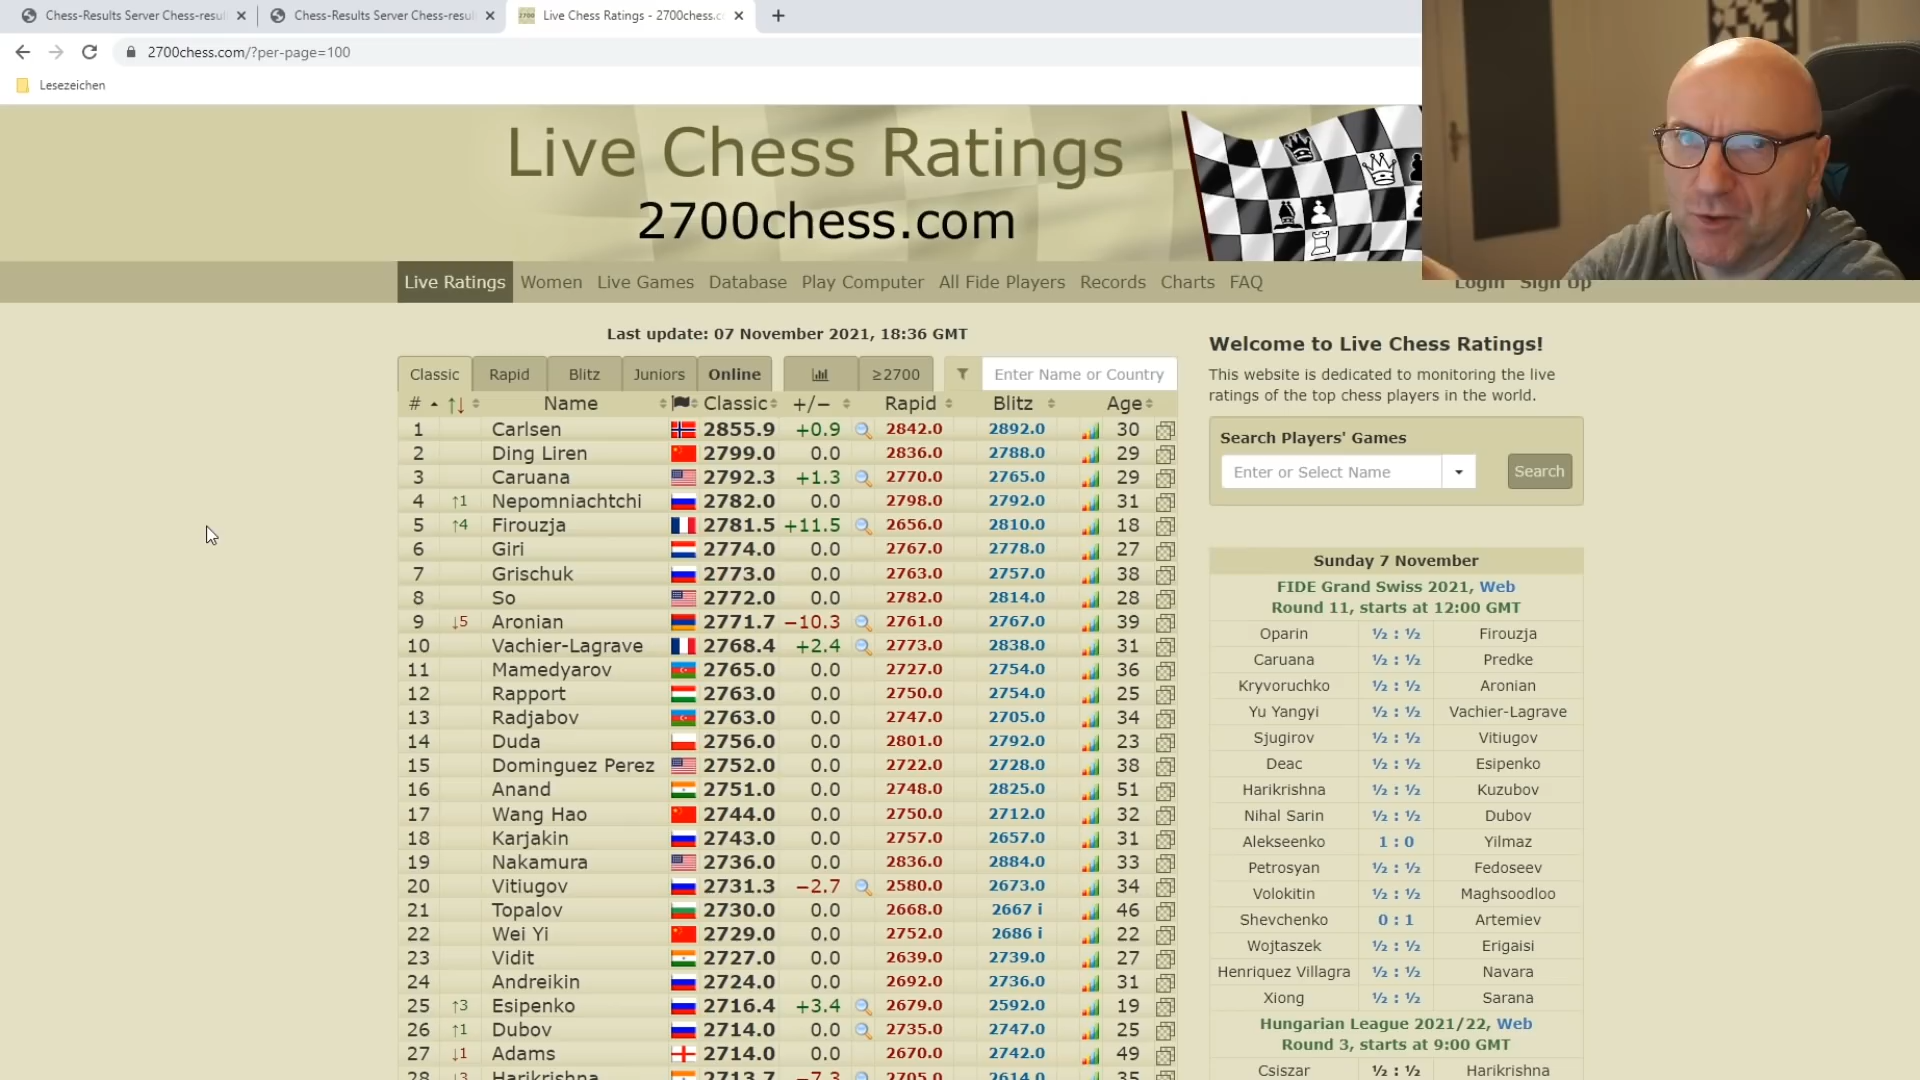 Chess-Results Server Chess-resul
Chess-Results Server Chess-resul
Live Chess Ratings - 2700chess.c
2700chess.com/?per-page=100
Lesezeichen
Live Chess Ratings
2700chess.com
Live Ratings Women Live Games Database Play Computer All Fide Players Records Charts FAQ Login Sign Up
Last update: 07 November 2021, 18:36 GMT
Classic Rapid Blitz Juniors Online ≥2700 Enter Name or Country
# ↑↓ Name Classic +/− Rapid Blitz Age
1 Carlsen 2855.9 +0.9 2842.0 2892.0 30
2 Ding Liren 2799.0 0.0 2836.0 2788.0 29
3 Caruana 2792.3 +1.3 2770.0 2765.0 29
4 ↑1 Nepomniachtchi 2782.0 0.0 2798.0 2792.0 31
5 ↑4 Firouzja 2781.5 +11.5 2656.0 2810.0 18
6 Giri 2774.0 0.0 2767.0 2778.0 27
7 Grischuk 2773.0 0.0 2763.0 2757.0 38
8 So 2772.0 0.0 2782.0 2814.0 28
9 ↓5 Aronian 2771.7 −10.3 2761.0 2767.0 39
10 Vachier-Lagrave 2768.4 +2.4 2773.0 2838.0 31
11 Mamedyarov 2765.0 0.0 2727.0 2754.0 36
12 Rapport 2763.0 0.0 2750.0 2754.0 25
13 Radjabov 2763.0 0.0 2747.0 2705.0 34
14 Duda 2756.0 0.0 2801.0 2792.0 23
15 Dominguez Perez 2752.0 0.0 2722.0 2728.0 38
16 Anand 2751.0 0.0 2748.0 2825.0 51
17 Wang Hao 2744.0 0.0 2750.0 2712.0 32
18 Karjakin 2743.0 0.0 2757.0 2657.0 31
19 Nakamura 2736.0 0.0 2836.0 2884.0 33
20 Vitiugov 2731.3 −2.7 2580.0 2673.0 34
21 Topalov 2730.0 0.0 2668.0 2667 i 46
22 Wei Yi 2729.0 0.0 2752.0 2686 i 22
23 Vidit 2727.0 0.0 2639.0 2739.0 27
24 Andreikin 2724.0 0.0 2692.0 2736.0 31
25 ↑3 Esipenko 2716.4 +3.4 2679.0 2592.0 19
26 ↑1 Dubov 2714.0 0.0 2735.0 2747.0 25
27 ↓1 Adams 2714.0 0.0 2670.0 2742.0 49
28 ↓3 Harikrishna 2713.7 −7.3 2705.0 2614.0 35
Welcome to Live Chess Ratings!
This website is dedicated to monitoring the live
ratings of the top chess players in the world.
Search Players' Games
Enter or Select Name Search
Sunday 7 November
FIDE Grand Swiss 2021, Web
Round 11, starts at 12:00 GMT
Oparin ½ : ½ Firouzja
Caruana ½ : ½ Predke
Kryvoruchko ½ : ½ Aronian
Yu Yangyi ½ : ½ Vachier-Lagrave
Sjugirov ½ : ½ Vitiugov
Deac ½ : ½ Esipenko
Harikrishna ½ : ½ Kuzubov
Nihal Sarin ½ : ½ Dubov
Alekseenko 1 : 0 Yilmaz
Petrosyan ½ : ½ Fedoseev
Volokitin ½ : ½ Maghsoodloo
Shevchenko 0 : 1 Artemiev
Wojtaszek ½ : ½ Erigaisi
Henriquez Villagra ½ : ½ Navara
Xiong ½ : ½ Sarana
Hungarian League 2021/22, Web
Round 3, starts at 9:00 GMT
Csiszar ½ : ½ Harikrishna